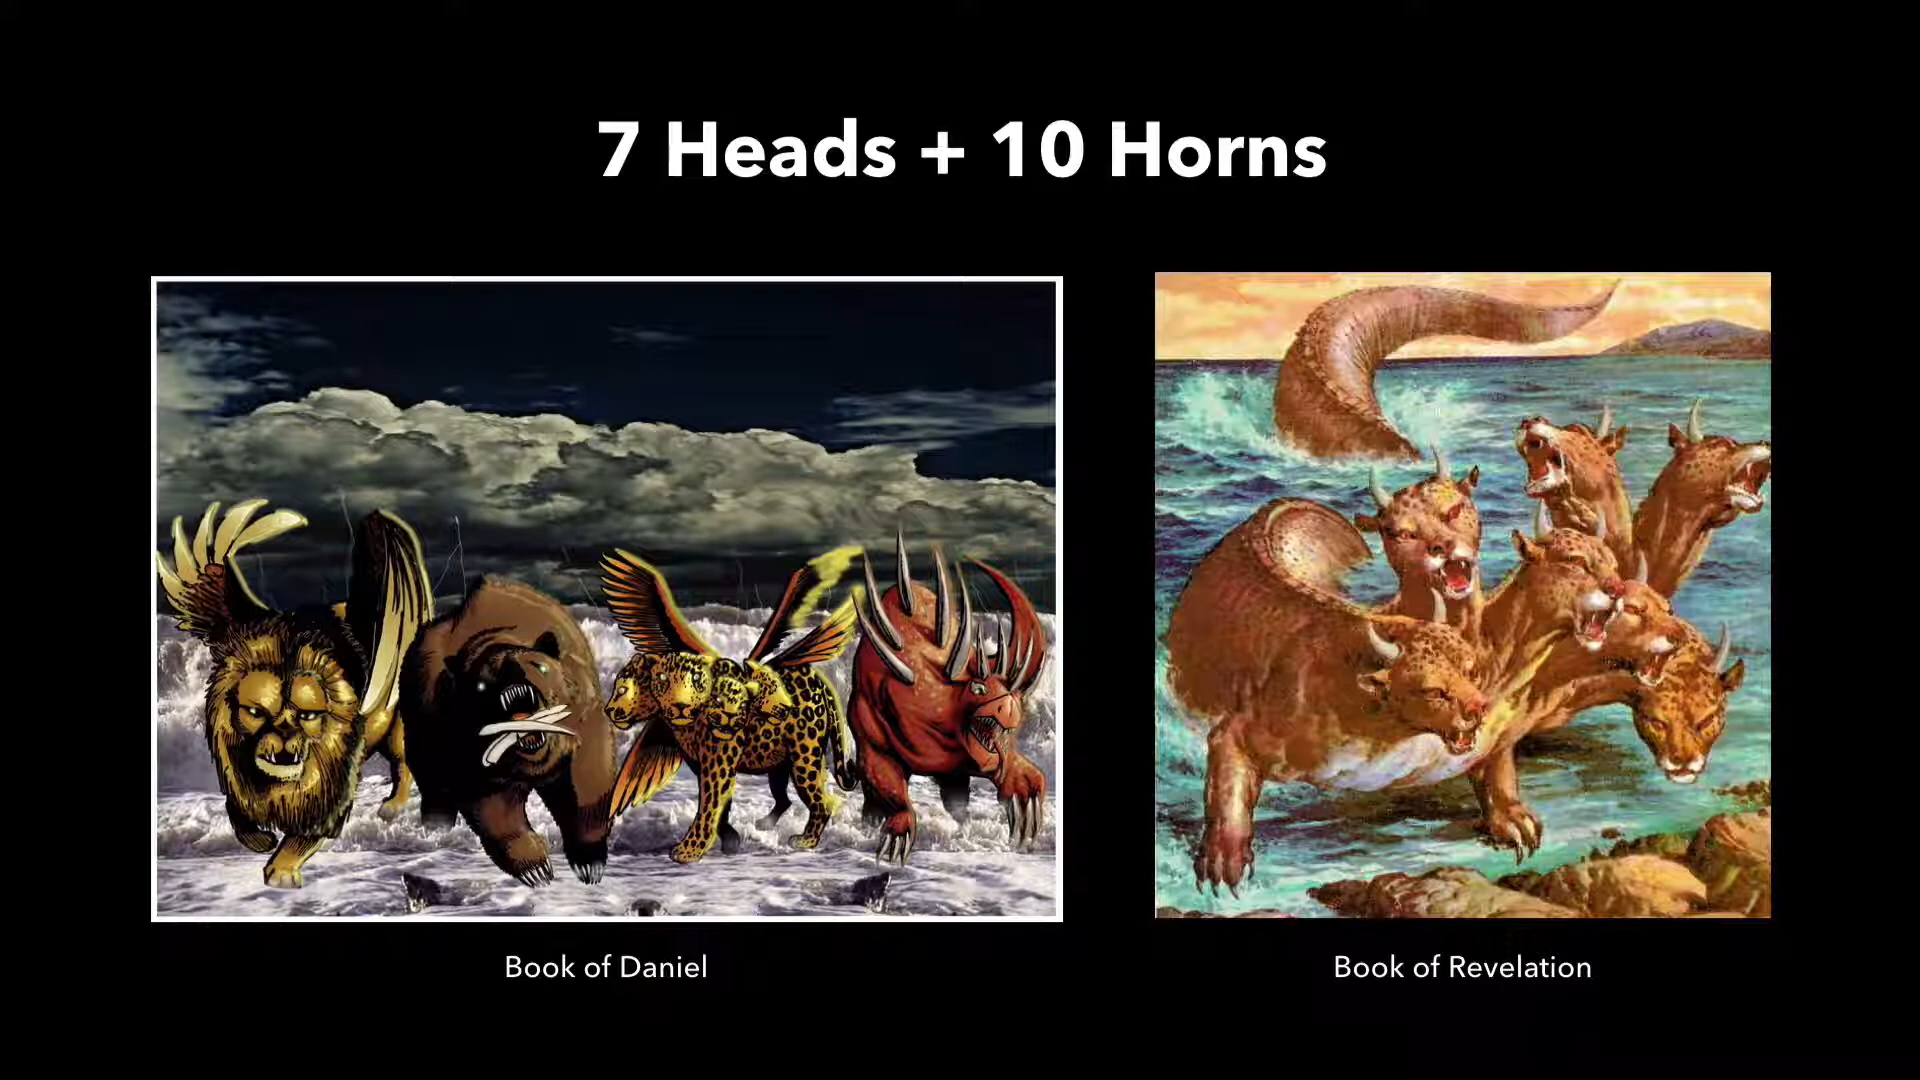 7 Heads + 10 Horns
Book of Daniel
Book of Revelation